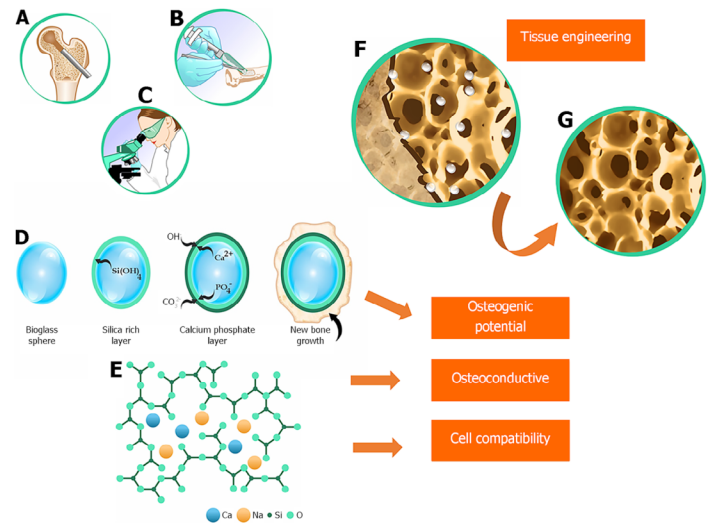 A
B
C
F
Tissue engineering
G
D
OH⁻
Ca²⁺
Si(OH)₄
PO₄⁻
CO
Bioglass
sphere
Silica rich
layer
Calcium phosphate
layer
New bone
growth
Osteogenic
potential
E
Osteoconductive
Cell compatibility
Ca
Na
Si
O